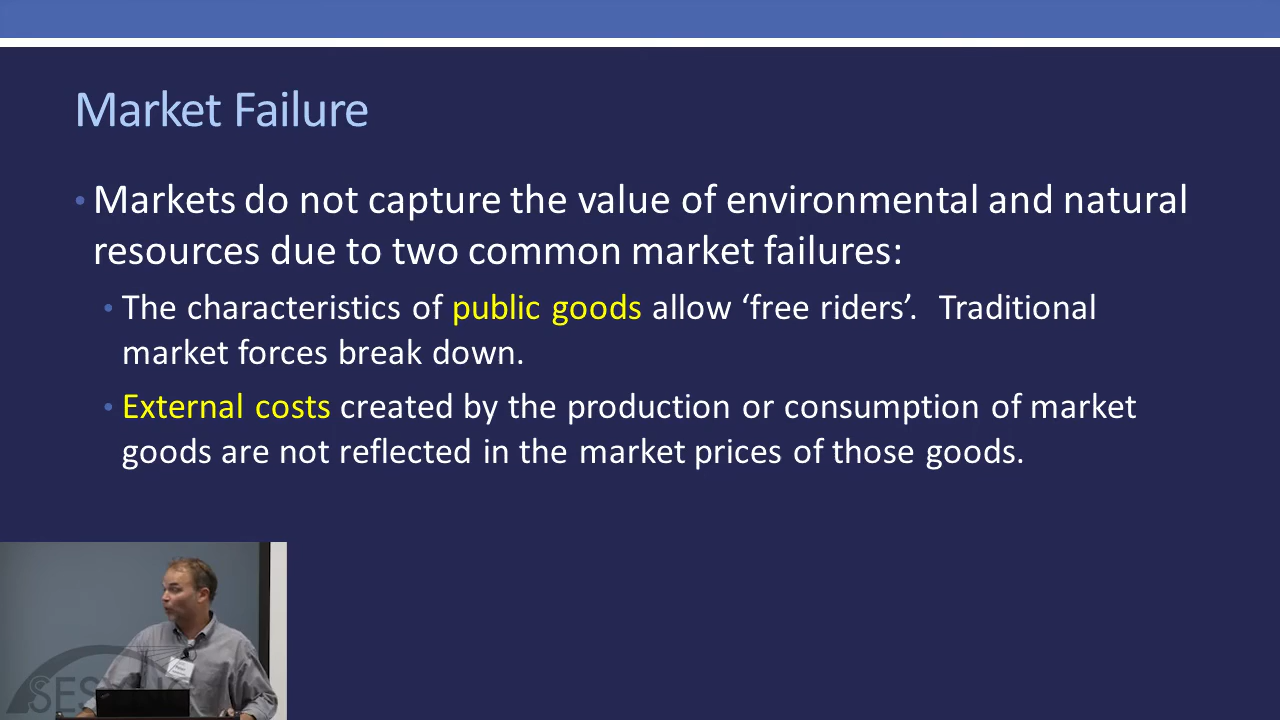 Market Failure
• Markets do not capture the value of environmental and natural
resources due to two common market failures:
• The characteristics of public goods allow ‘free riders’.  Traditional
market forces break down.
• External costs created by the production or consumption of market
goods are not reflected in the market prices of those goods.